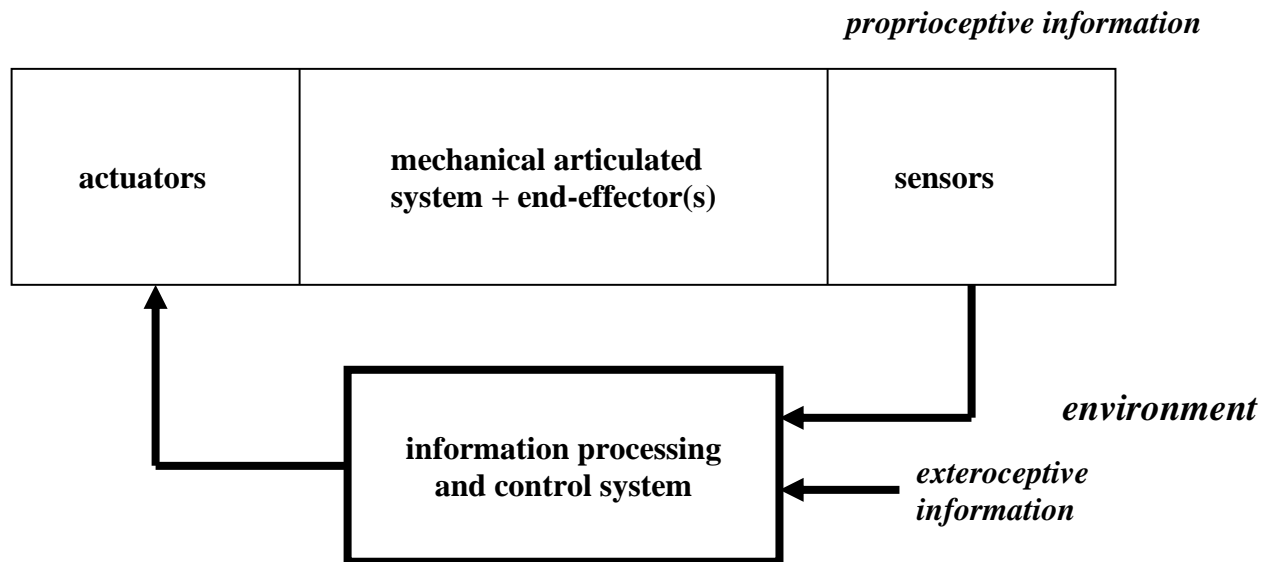 proprioceptive information
actuators
mechanical articulated
system + end-effector(s)
sensors
environment
information processing
and control system
exteroceptive
information